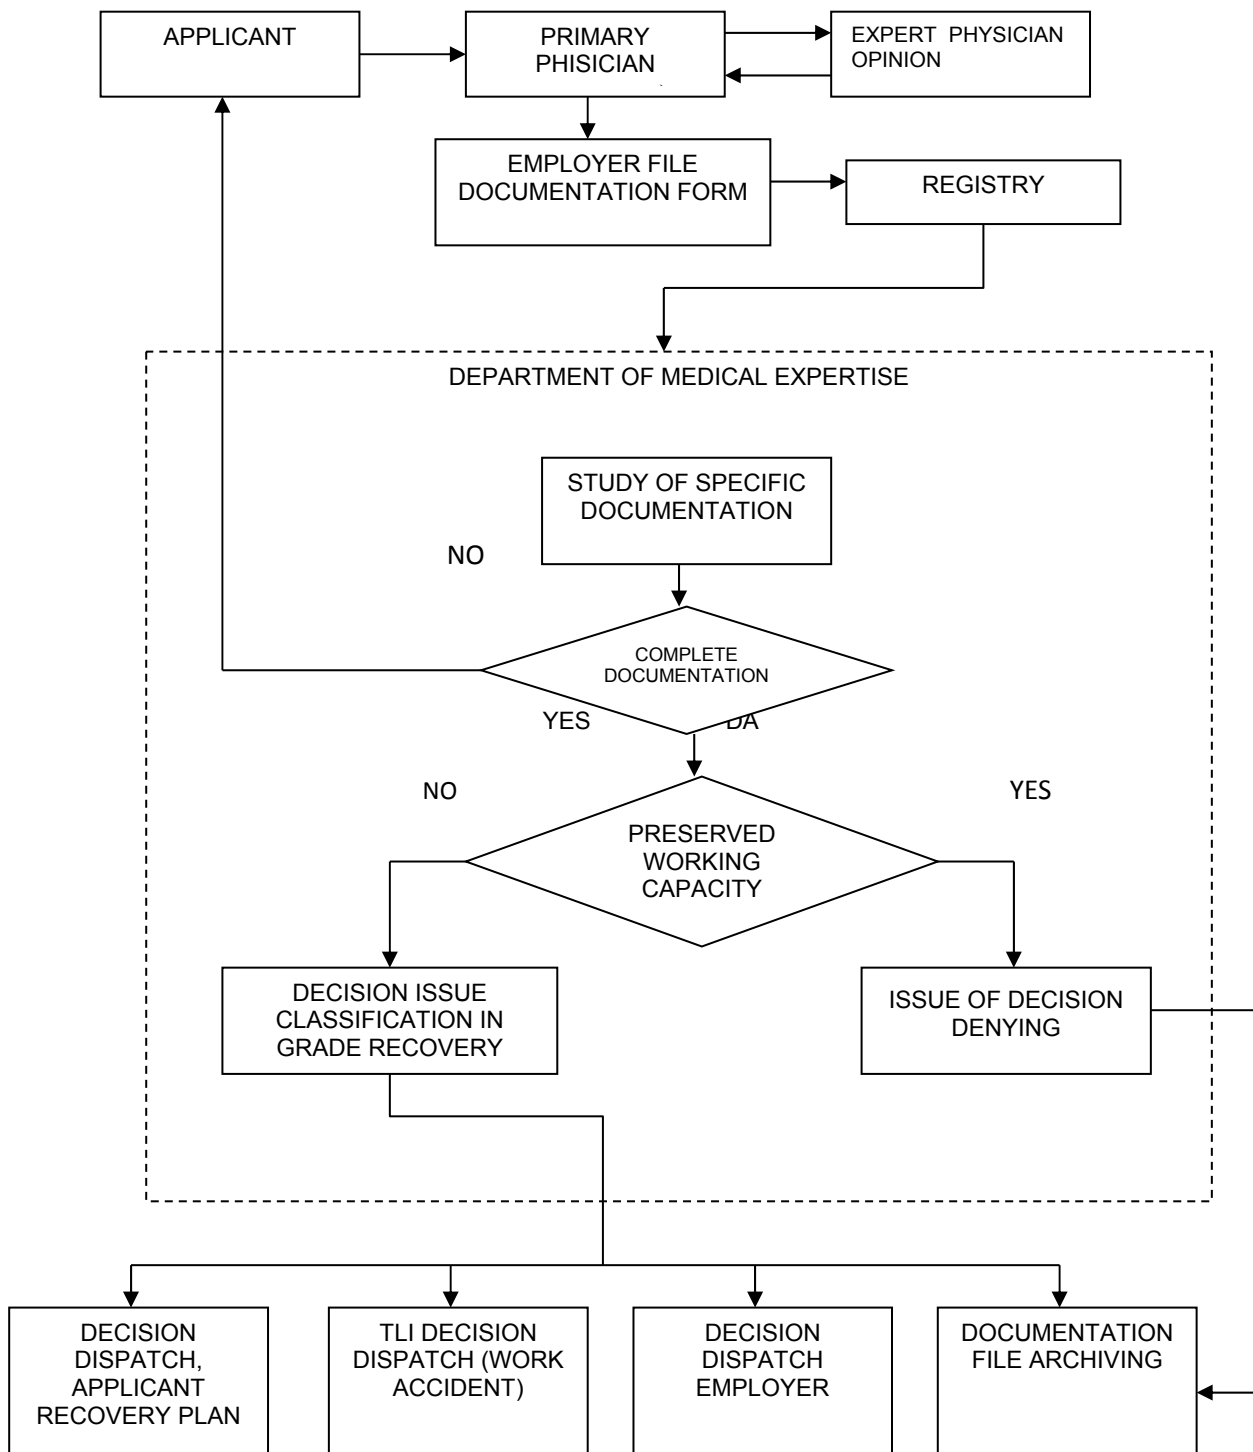 APPLICANT
PRIMARY
PHISICIAN
EXPERT PHYSICIAN
OPINION
EMPLOYER FILE
DOCUMENTATION FORM
REGISTRY
DEPARTMENT OF MEDICAL EXPERTISE
STUDY OF SPECIFIC
DOCUMENTATION
NO
COMPLETE
DOCUMENTATION
YES DA
NO
YES
PRESERVED
WORKING
CAPACITY
DECISION ISSUE
CLASSIFICATION IN
GRADE RECOVERY
ISSUE OF DECISION
DENYING
DECISION
DISPATCH,
APPLICANT
RECOVERY PLAN
TLI DECISION
DISPATCH (WORK
ACCIDENT)
DECISION
DISPATCH
EMPLOYER
DOCUMENTATION
FILE ARCHIVING